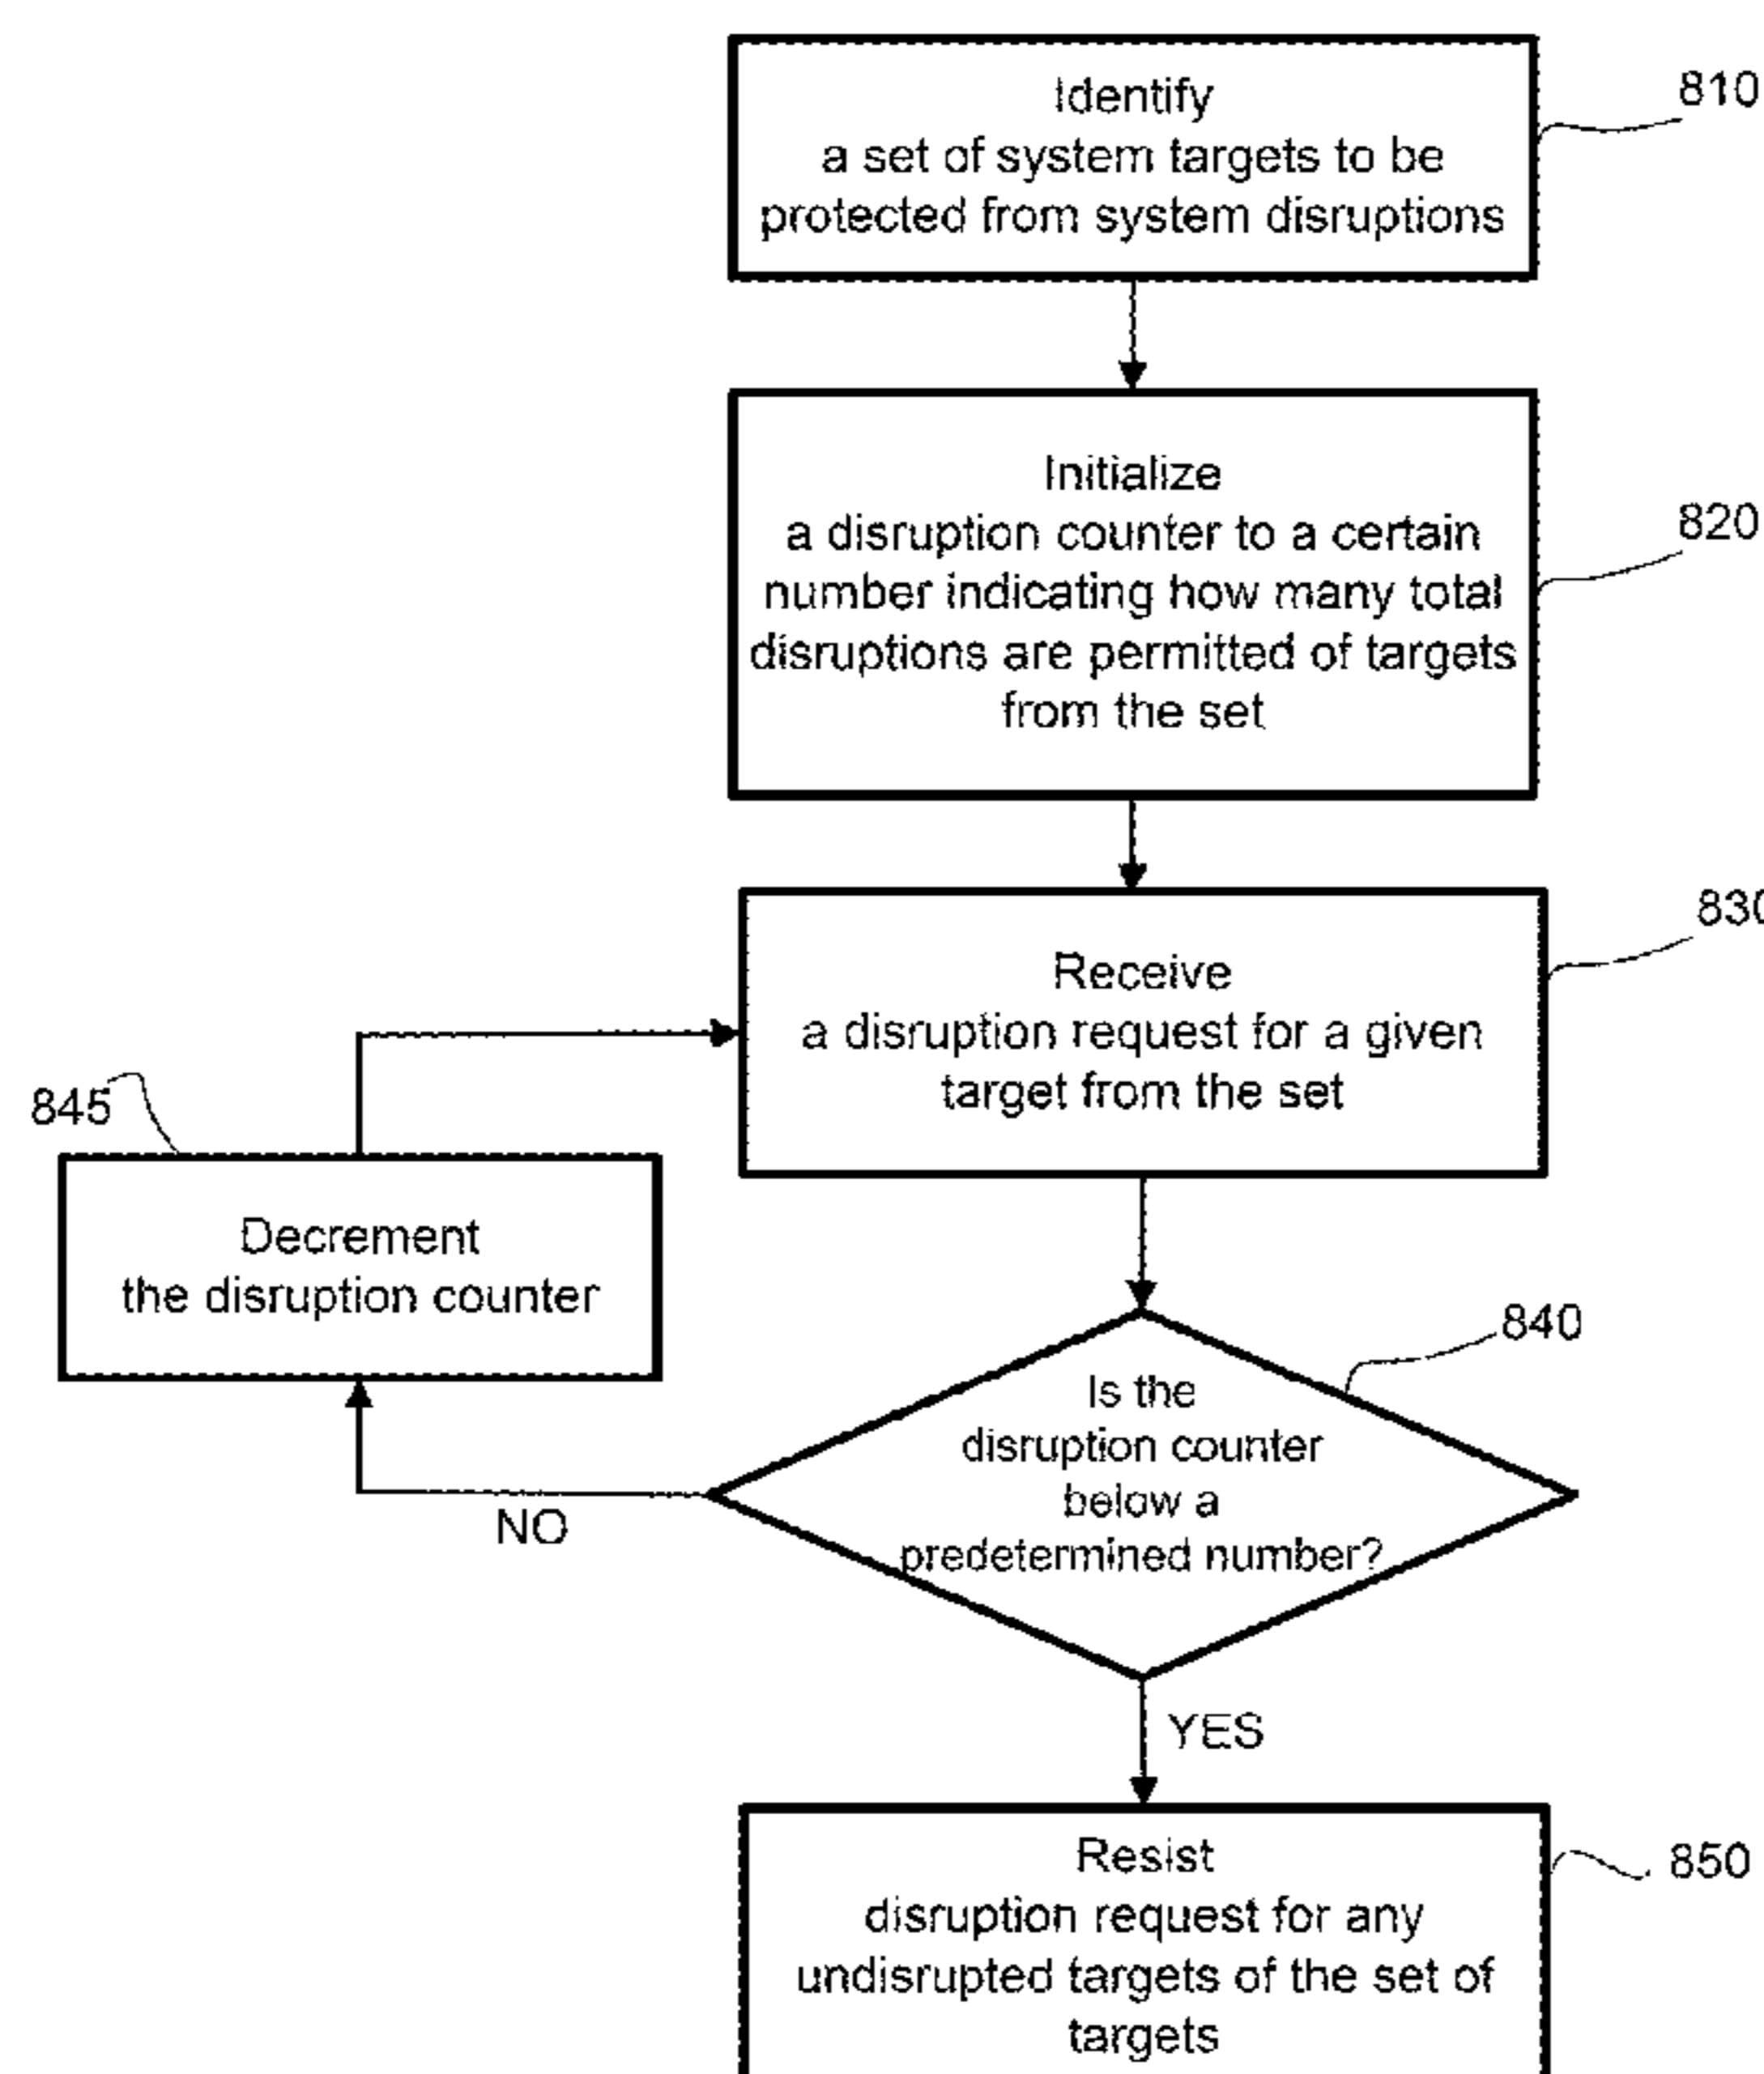 Identify
a set of system targets to be
protected from system disruptions
810
Initialize
a disruption counter to a certain
number indicating how many total
disruptions are permitted of targets
from the set
820
Receive
a disruption request for a given
target from the set
830
845
Decrement
the disruption counter
840
Is the
disruption counter
below a
predetermined number?
NO
YES
Resist
disruption request for any
undisrupted targets of the set of
targets
850